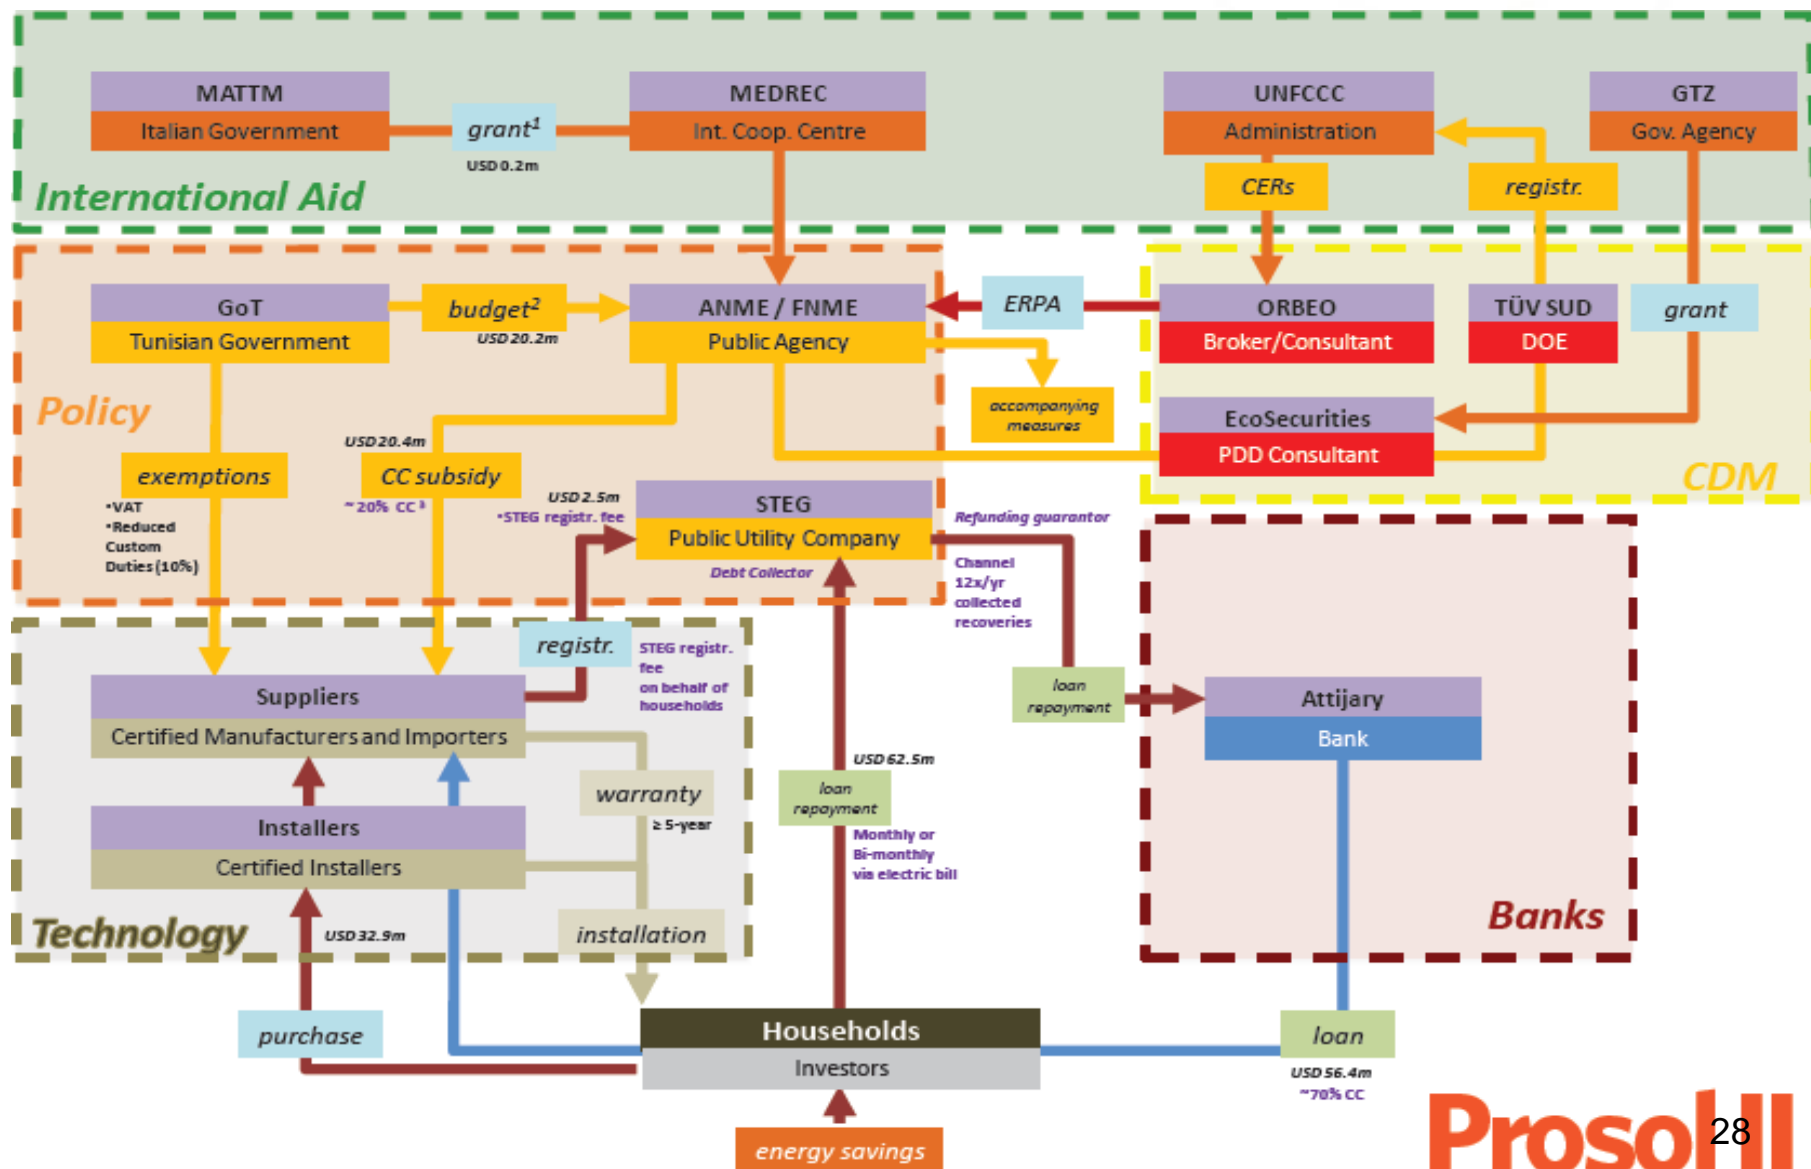 MATTM
Italian Government
grant¹
USD 0.2m
MEDREC
Int. Coop. Centre
UNFCCC
Administration
GTZ
Gov. Agency
CERs
registr.
International Aid
GoT
Tunisian Government
budget²
USD 20.2m
ANME / FNME
Public Agency
ERPA
ORBEO
Broker/Consultant
TÜV SUD
DOE
grant
Policy
accompanying
measures
EcoSecurities
PDD Consultant
CDM
exemptions
•VAT
•Reduced
Custom
Duties (10%)
USD 20.4m
CC subsidy
~20% CC ³
USD 2.5m
•STEG registr. fee
STEG
Public Utility Company
Debt Collector
Refunding guarantor
Channel
12x/yr
collected
recoveries
registr.
STEG registr.
fee
on behalf of
households
Suppliers
Certified Manufacturers and Importers
loan
repayment
Attijary
Bank
warranty
≥ 5-year
USD 62.5m
loan
repayment
Monthly or
Bi-monthly
via electric bill
Installers
Certified Installers
Technology
USD 32.9m
installation
Banks
purchase
Households
Investors
loan
USD 56.4m
~70% CC
energy savings
ProsolII
28